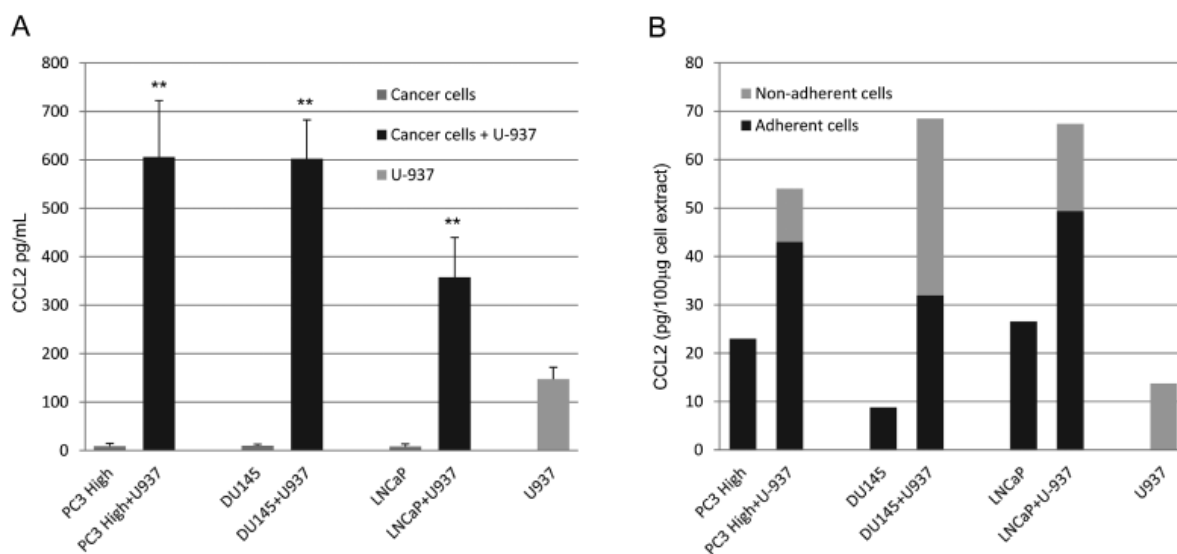 A
800
700
600
500
400
300
200
100
0
CCL2 pg/mL
**
**
**
Cancer cells
Cancer cells + U-937
U-937
PC3 High
PC3 High+U937
DU145
DU145+U937
LNCaP
LNCaP+U937
U937
B
80
70
60
50
40
30
20
10
0
CCL2 (pg/100µg cell extract)
Non-adherent cells
Adherent cells
PC3 High
PC3 High+U-937
DU145
DU145+U937
LNCaP
LNCaP+U-937
U937